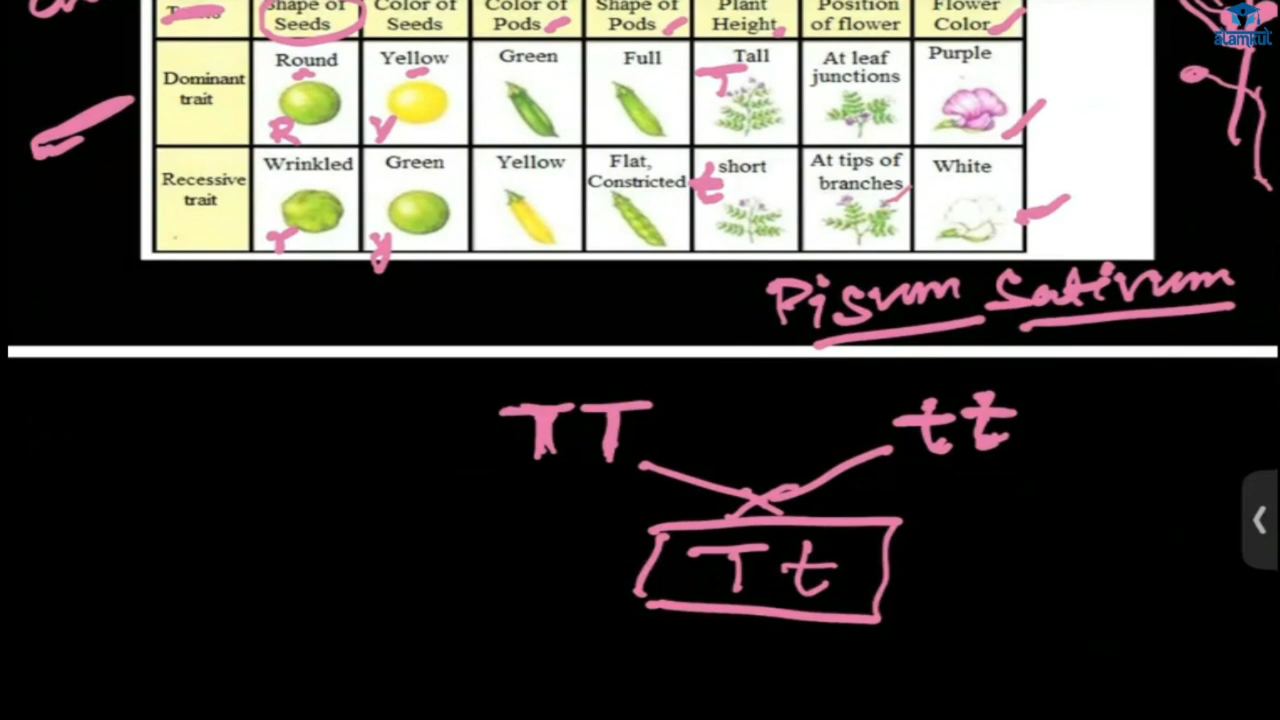 Shape of Seeds
Color of Seeds
Color of Pods
Shape of Pods
Plant Height
Position of flower
Flower Color
Dominant trait
Round
Yellow
Green
Full
Tall
At leaf junctions
Purple
R
y
T
Recessive trait
Wrinkled
Green
Yellow
Flat, Constricted
short
At tips of branches
White
r
y
t
Pisum Sativum
TT
tt
Tt
alamkul